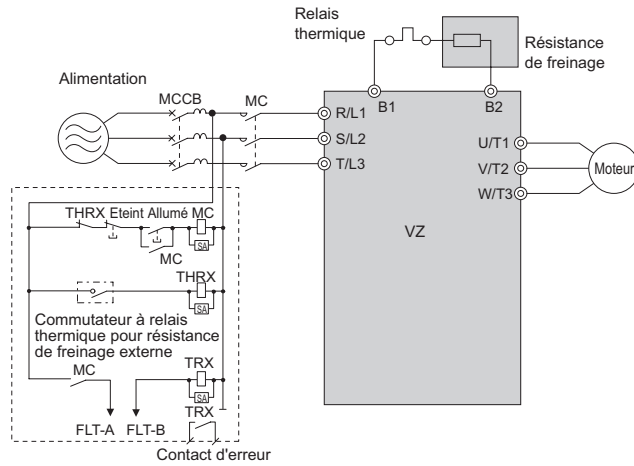 Relais
thermique
Résistance
de freinage
Alimentation
MCCB MC
B1 B2
R/L1
S/L2
T/L3
U/T1
V/T2
W/T3
Moteur
VZ
THRX Eteint Allumé MC
SA
MC
THRX
SA
Commutateur à relais
thermique pour résistance
de freinage externe
MC
TRX
SA
TRX
FLT-A FLT-B
Contact d'erreur